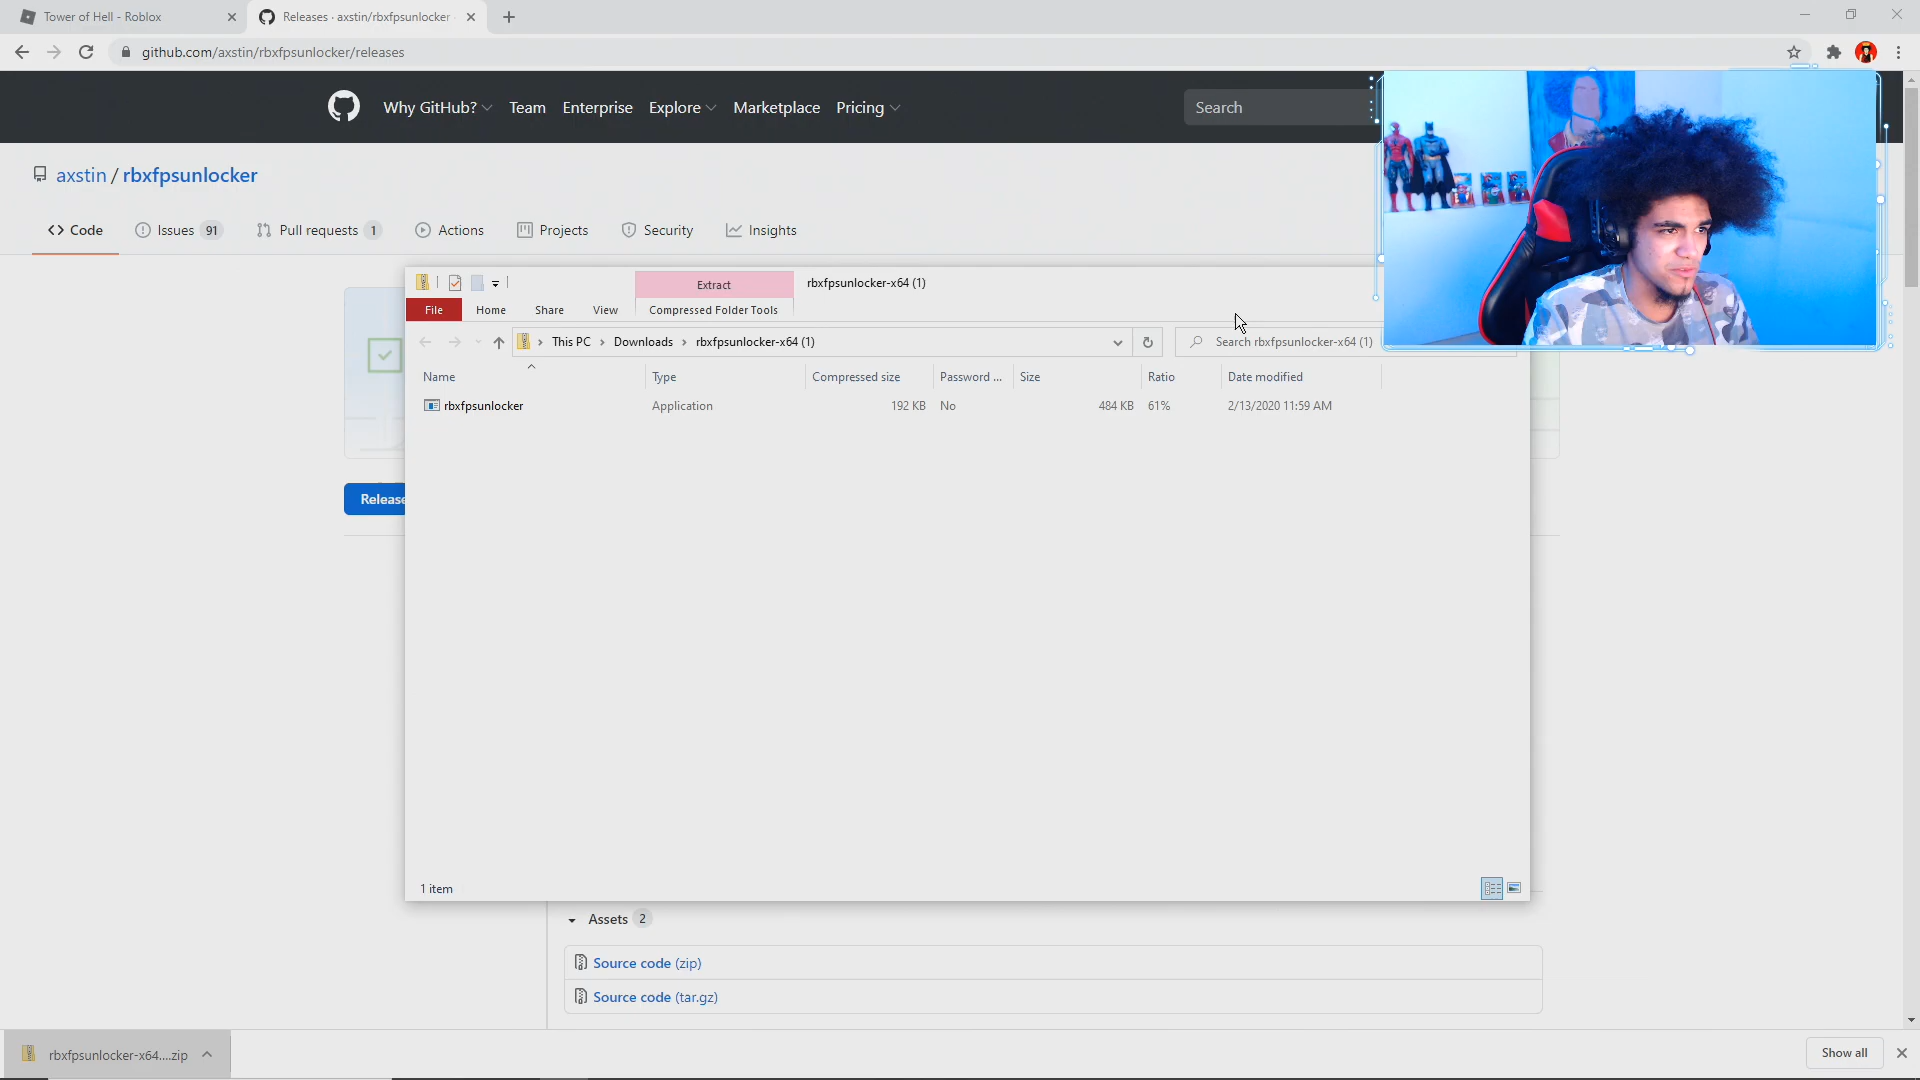 Tower of Hell - Roblox
Releases · axstin/rbxfpsunlocker
github.com/axstin/rbxfpsunlocker/releases
Why GitHub? Team Enterprise Explore Marketplace Pricing
Search
axstin / rbxfpsunlocker
Code Issues 91 Pull requests 1 Actions Projects Security Insights
Extract rbxfpsunlocker-x64 (1)
File Home Share View Compressed Folder Tools
This PC Downloads rbxfpsunlocker-x64 (1) Search rbxfpsunlocker-x64 (1)
Name Type Compressed size Password ... Size Ratio Date modified
rbxfpsunlocker Application 192 KB No 484 KB 61% 2/13/2020 11:59 AM
Release
1 item
Assets 2
Source code (zip)
Source code (tar.gz)
rbxfpsunlocker-x64....zip
Show all